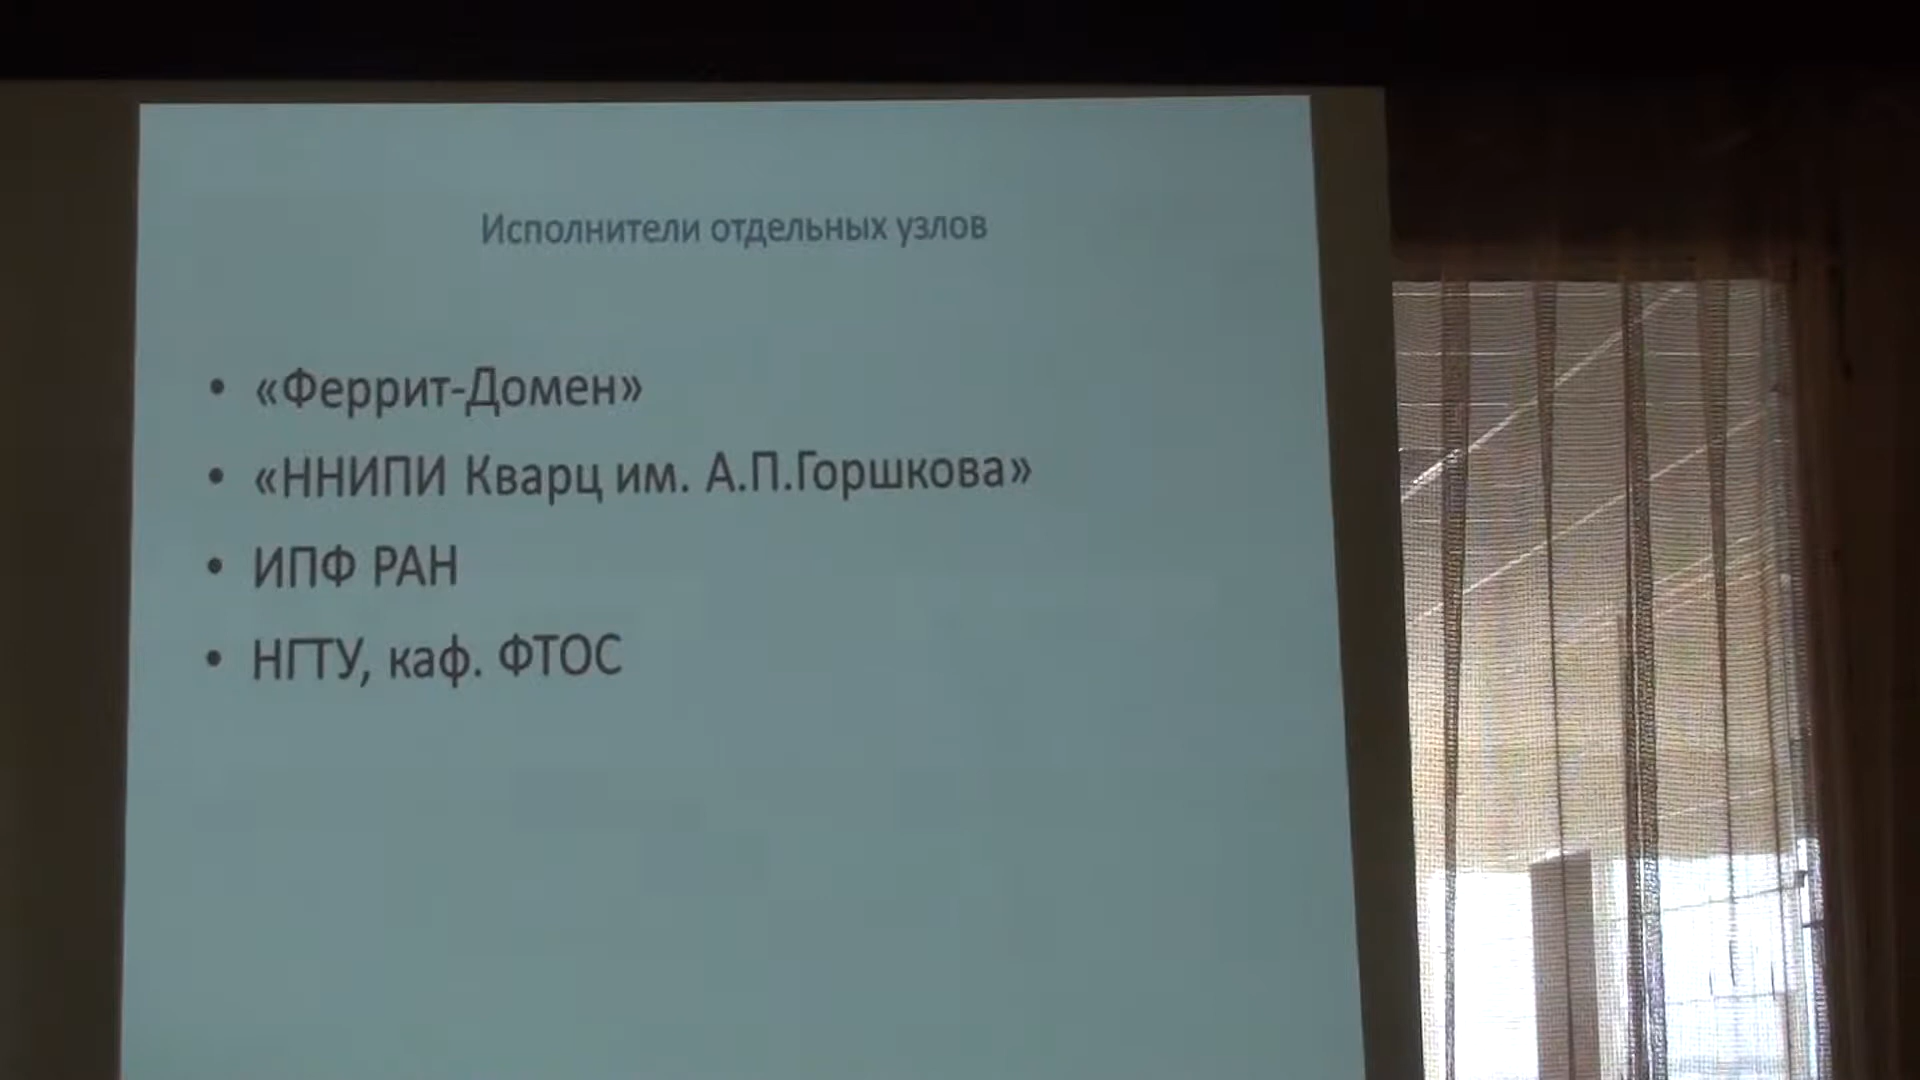 Исполнители отдельных узлов
• «Феррит-Домен»
• «ННИПИ Кварц им. А.П.Горшкова»
• ИПФ РАН
• НГТУ, каф. ФТОС